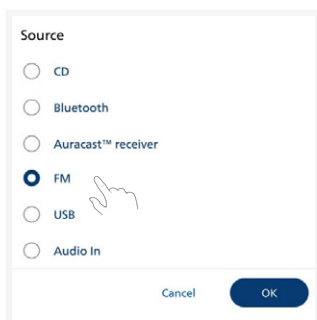 Source
CD
Bluetooth
Auracast™ receiver
FM
USB
Audio In
Cancel OK